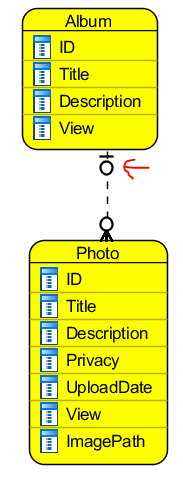 Album
ID
Title
Description
View
Photo
ID
Title
Description
Privacy
UploadDate
View
ImagePath